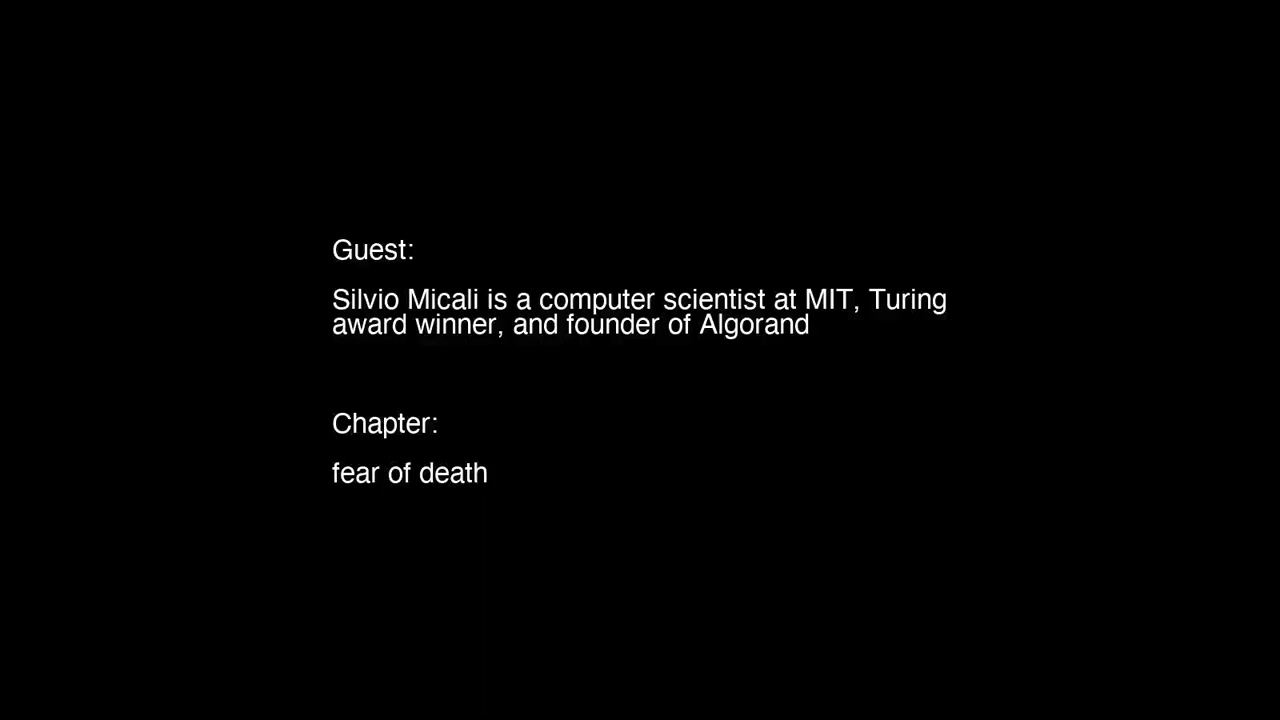 Guest:
Silvio Micali is a computer scientist at MIT, Turing
award winner, and founder of Algorand
Chapter:
fear of death